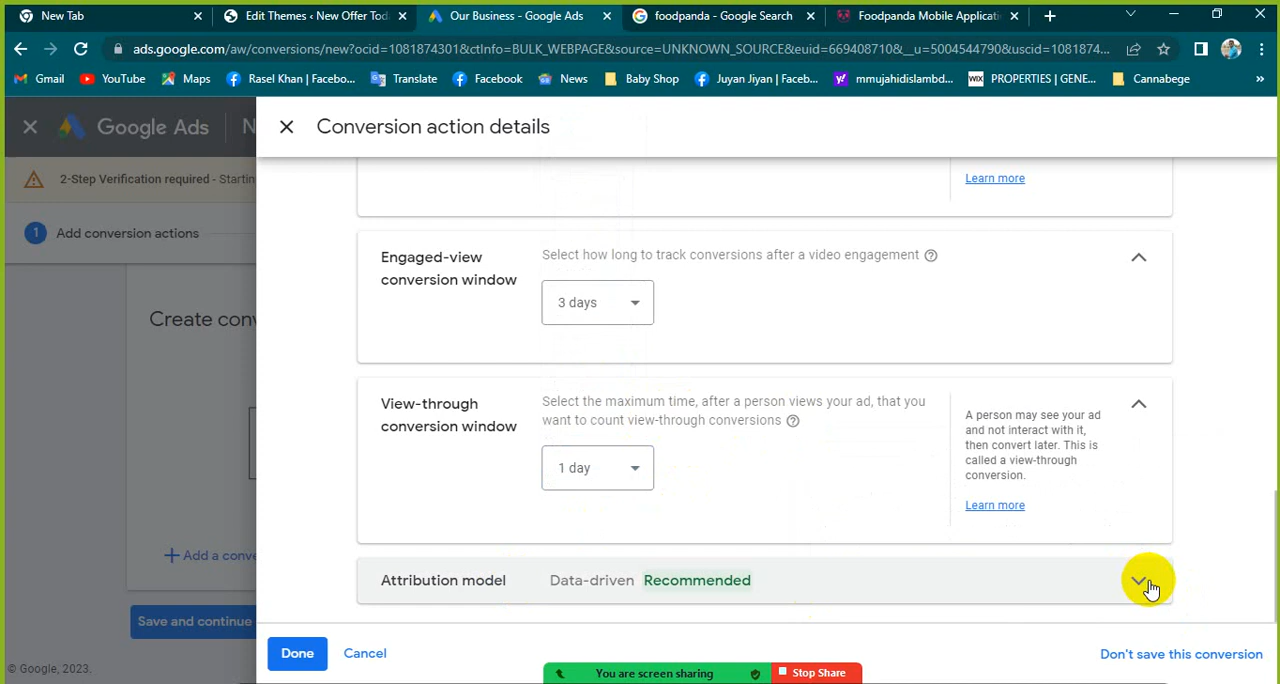 New Tab
Edit Themes ‹ New Offer Tod
Our Business - Google Ads
foodpanda - Google Search
Foodpanda Mobile Applicati
ads.google.com/aw/conversions/new?ocid=1081874301&ctInfo=BULK_WEBPAGE&source=UNKNOWN_SOURCE&euid=669408710&__u=5004544790&uscid=1081874...
Gmail
YouTube
Maps
Rasel Khan | Facebo...
Translate
Facebook
News
Baby Shop
Juyan Jiyan | Faceb...
mmujahidislambd...
WIX PROPERTIES | GENE...
Cannabege
»
Google Ads
N
Conversion action details
2-Step Verification required - Startin
Learn more
1 Add conversion actions
Engaged-view
conversion window
Select how long to track conversions after a video engagement
3 days
Create conv
View-through
conversion window
Select the maximum time, after a person views your ad, that you
want to count view-through conversions
1 day
A person may see your ad
and not interact with it,
then convert later. This is
called a view-through
conversion.
Learn more
+ Add a conve
Attribution model
Data-driven Recommended
Save and continue
Done
Cancel
Don't save this conversion
© Google, 2023.
You are screen sharing
Stop Share